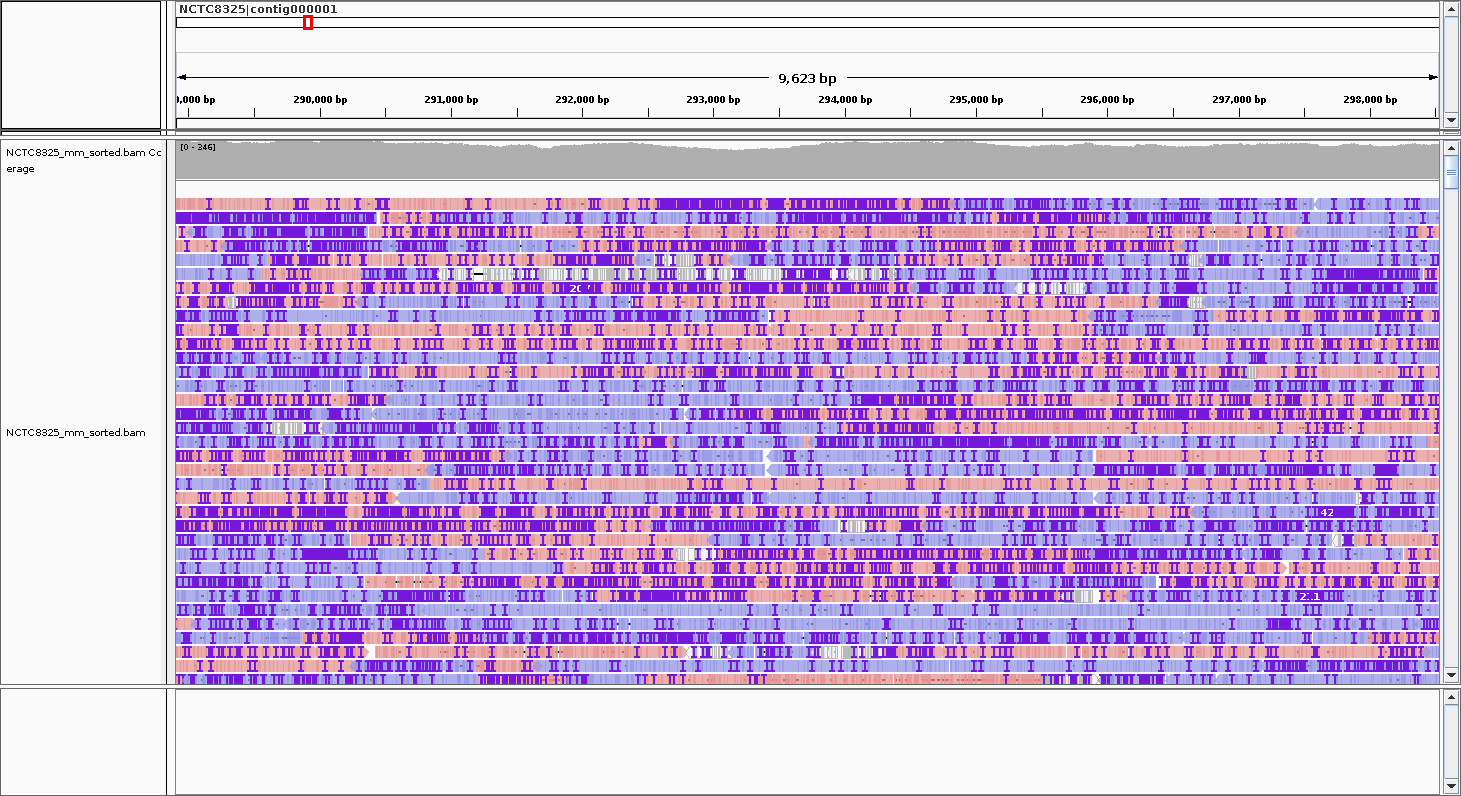 NCTC8325|contig000001
9,623 bp
,000 bp 290,000 bp 291,000 bp 292,000 bp 293,000 bp 294,000 bp 295,000 bp 296,000 bp 297,000 bp 298,000 bp
NCTC8325_mm_sorted.bam Co
erage
[0 - 346]
NCTC8325_mm_sorted.bam
42